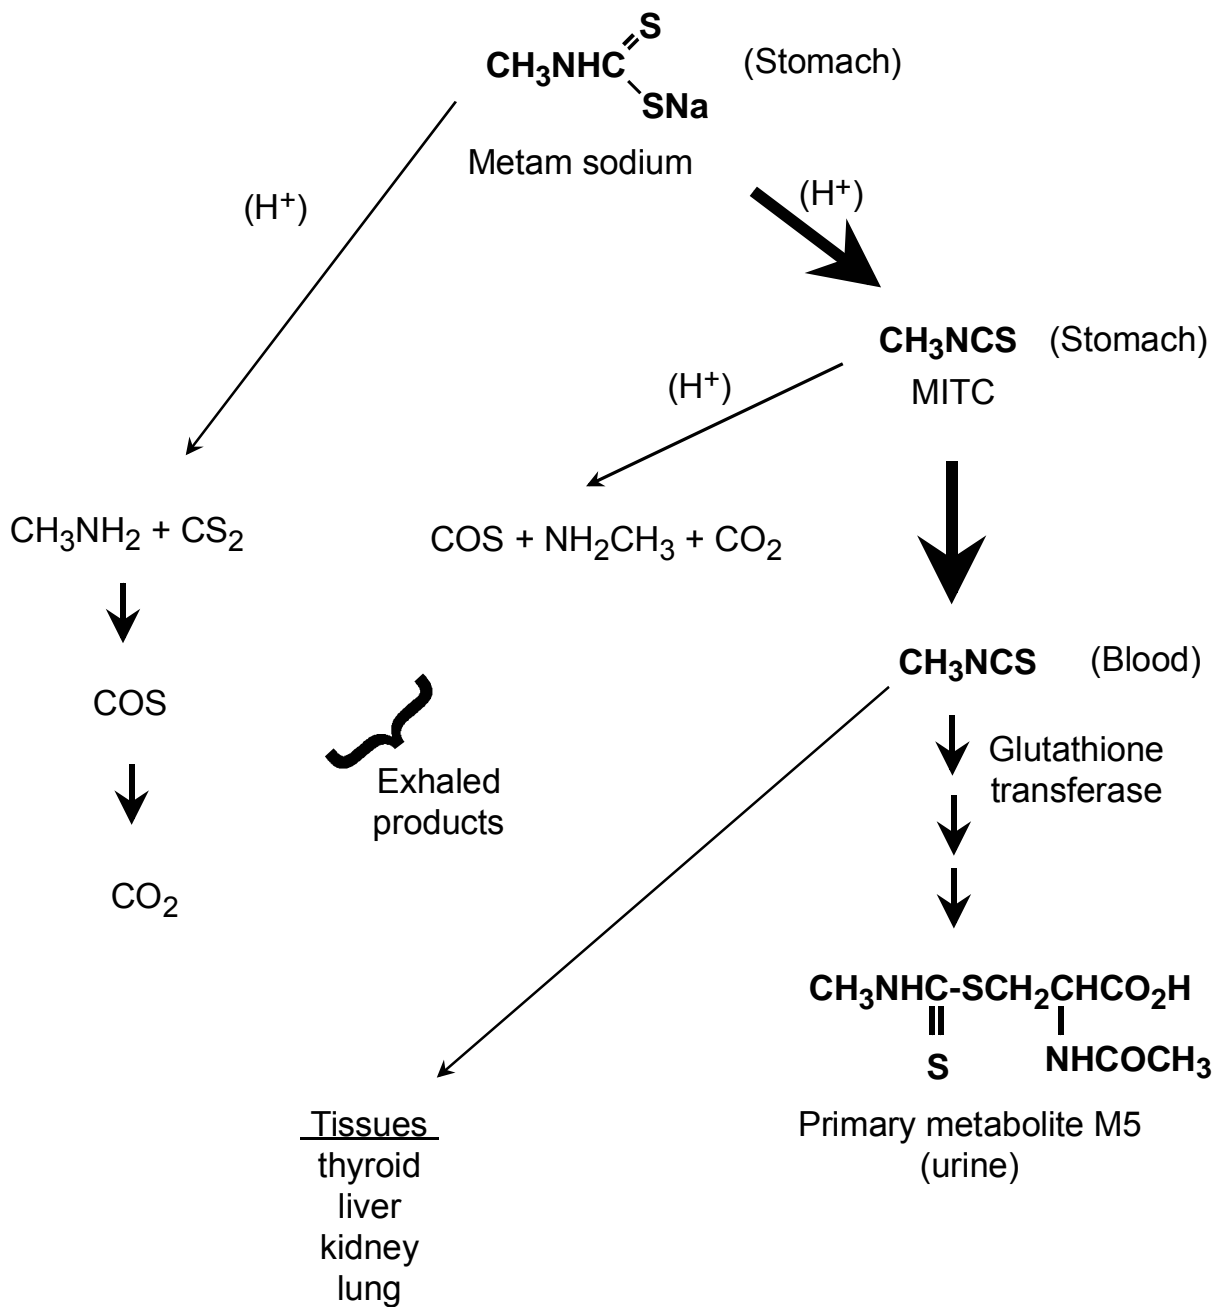 S
CH3NHC (Stomach)
SNa
Metam sodium
(H+) (H+)
CH3NCS (Stomach)
(H+) MITC
CH3NH2 + CS2 COS + NH2CH3 + CO2
CH3NCS (Blood)
COS
Glutathione
transferase
Exhaled
products
CO2
CH3NHC-SCH2CHCO2H
S NHCOCH3
Tissues
thyroid
liver
kidney
lung
Primary metabolite M5
(urine)